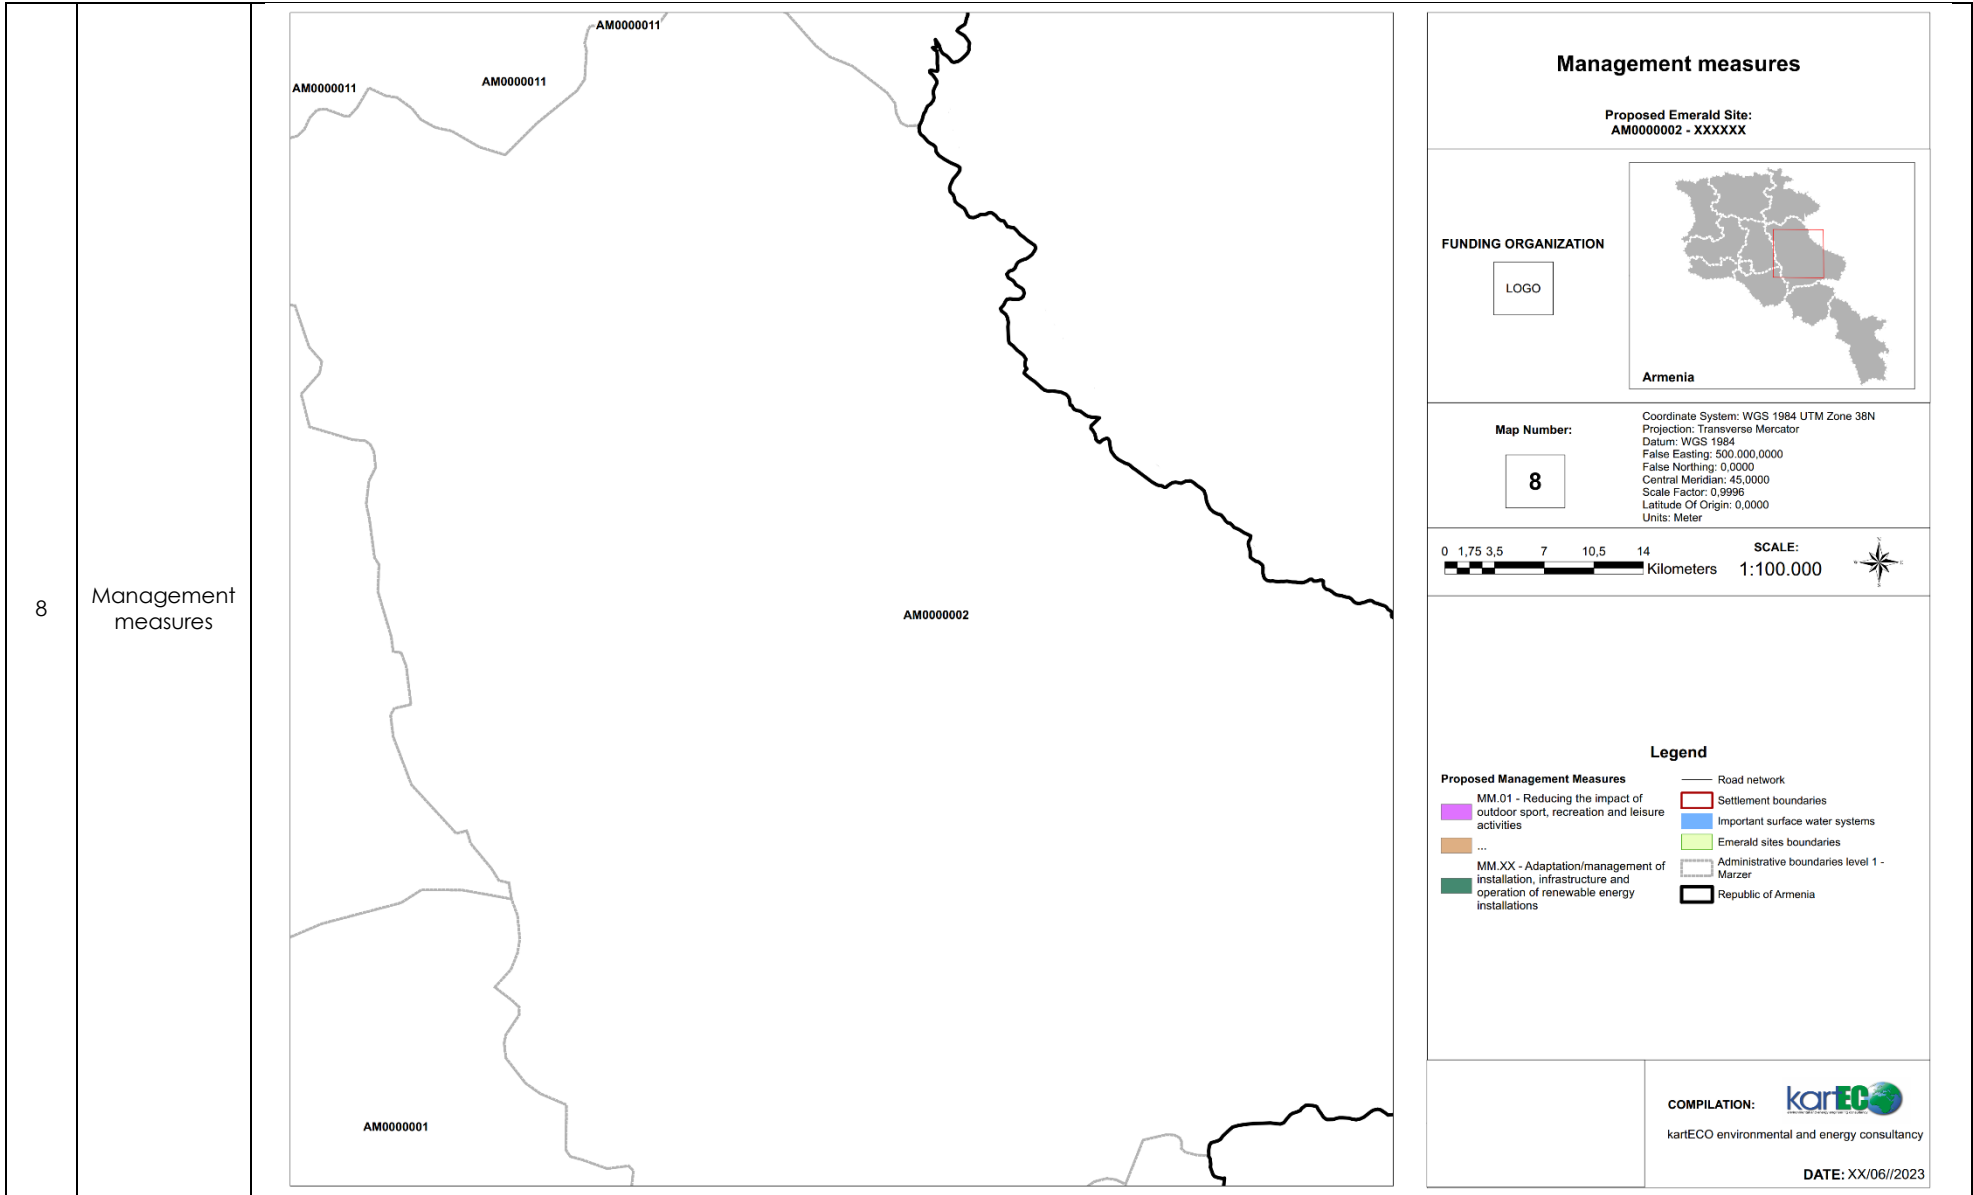 8
Management
measures
AM0000011
AM0000011
AM0000011
AM0000002
AM0000001
Management measures
Proposed Emerald Site:
AM0000002 - XXXXXX
FUNDING ORGANIZATION
LOGO
Armenia
Map Number:
8
Coordinate System: WGS 1984 UTM Zone 38N
Projection: Transverse Mercator
Datum: WGS 1984
False Easting: 500.000,0000
False Northing: 0,0000
Central Meridian: 45,0000
Scale Factor: 0,9996
Latitude Of Origin: 0,0000
Units: Meter
0 1,75 3,5 7 10,5 14
Kilometers
SCALE:
1:100.000
Legend
Proposed Management Measures
MM.01 - Reducing the impact of
outdoor sport, recreation and leisure
activities
...
MM.XX - Adaptation/management of
installation, infrastructure and
operation of renewable energy
installations
Road network
Settlement boundaries
Important surface water systems
Emerald sites boundaries
Administrative boundaries level 1 -
Marzer
Republic of Armenia
COMPILATION:
kartECO
kartECO environmental and energy consultancy
DATE: XX/06//2023